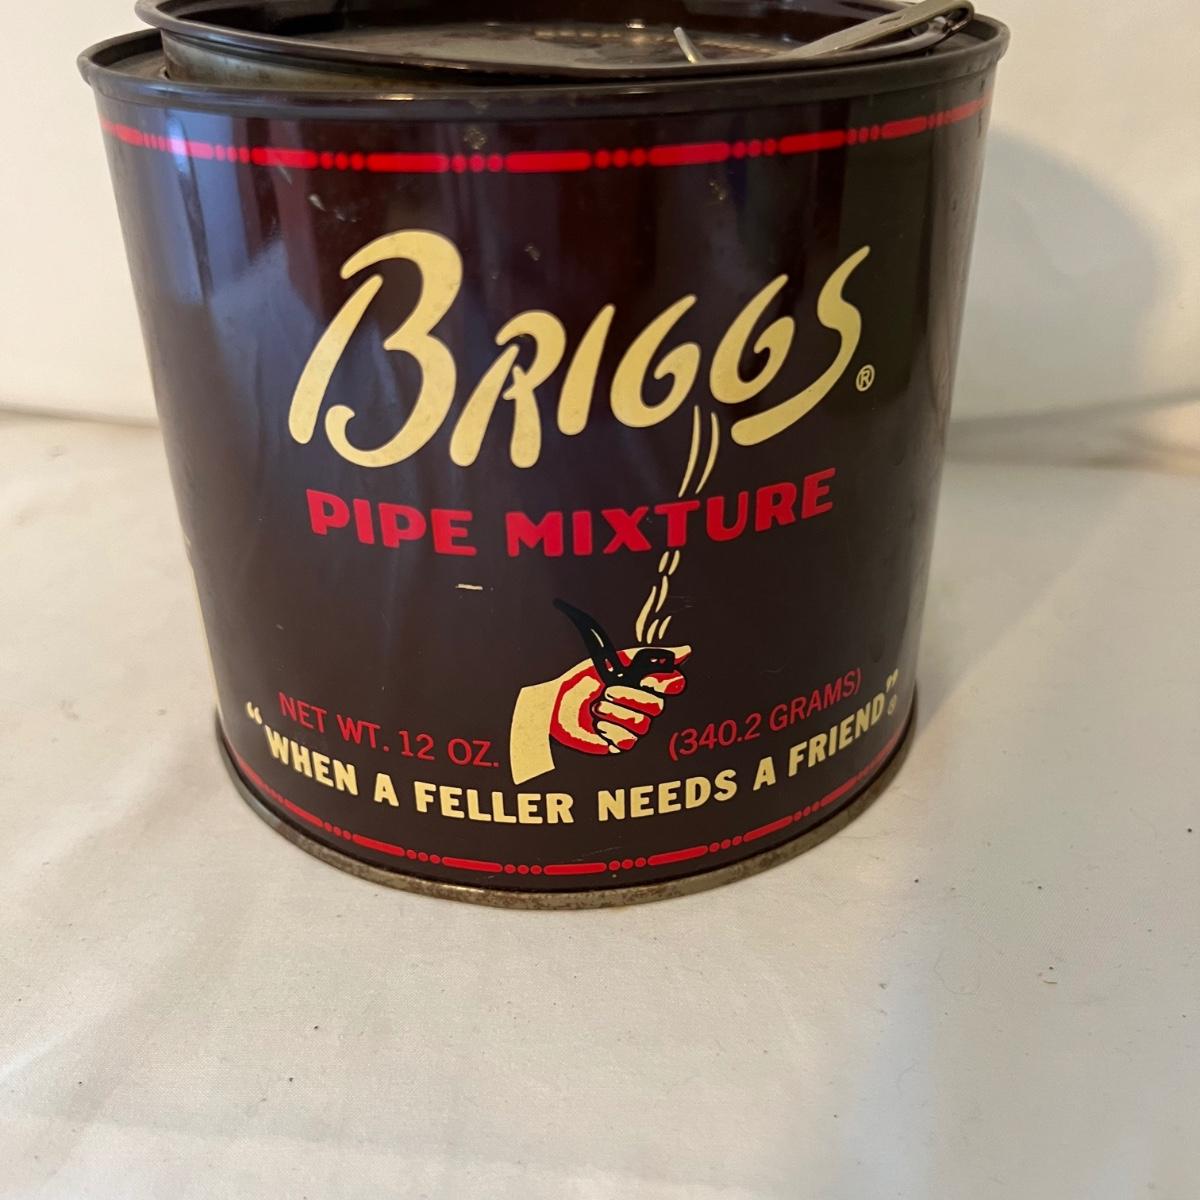 BRIGGS®
PIPE MIXTURE
NET WT. 12 OZ. (340.2 GRAMS)
"WHEN A FELLER NEEDS A FRIEND"®